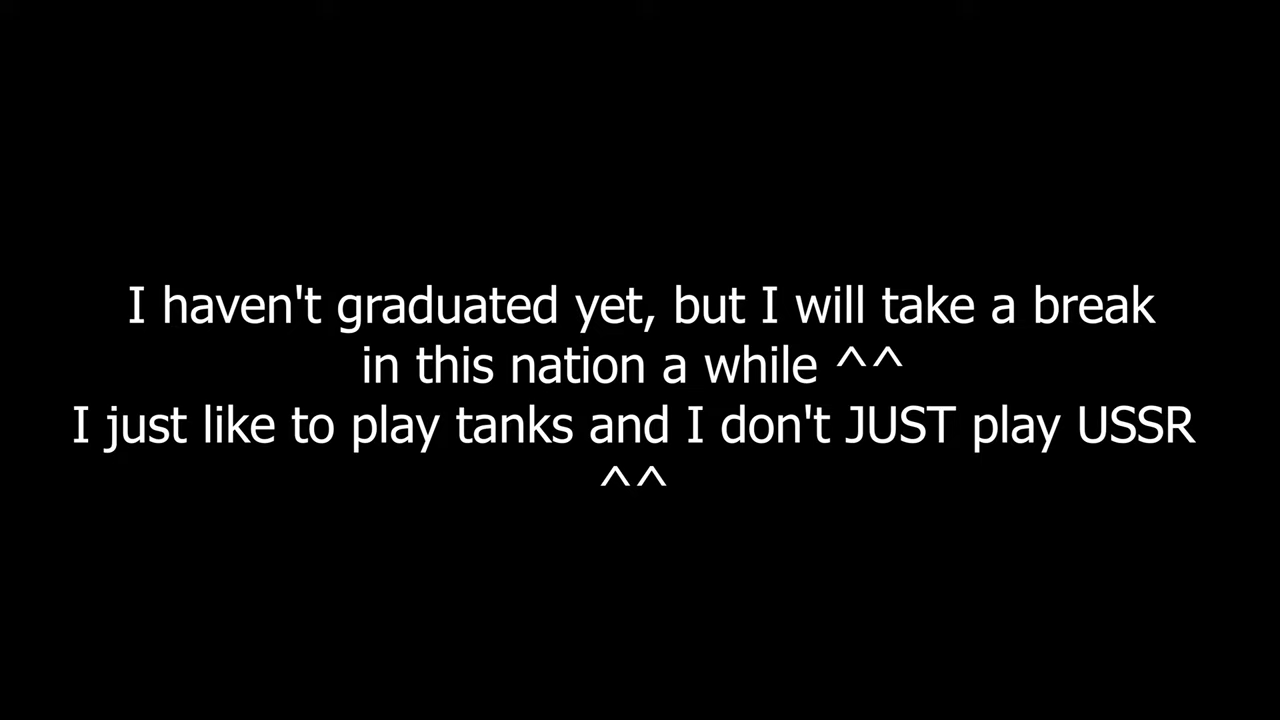 I haven't graduated yet, but I will take a break
in this nation a while ^^
I just like to play tanks and I don't JUST play USSR
^^